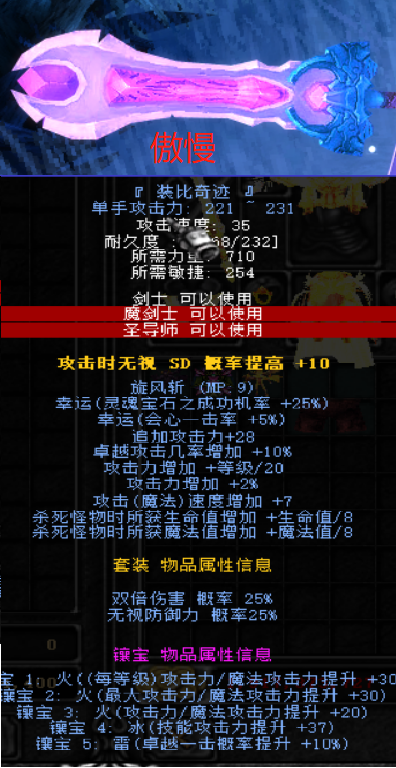 傲慢
『 装比奇迹 』
单手攻击力: 221 ~ 231
攻击速度: 35
耐久度 : 68/232]
所需力量: 710
所需敏捷: 254
剑士 可以使用
魔剑士 可以使用
圣导师 可以使用
攻击时无视 SD 概率提高 +10
旋风斩 (MP 9)
幸运(灵魂宝石之成功机率 +25%)
幸运(会心一击率 +5%)
追加攻击力+28
卓越攻击几率增加 +10%
攻击力增加 +等级/20
攻击力增加 +2%
攻击(魔法)速度增加 +7
杀死怪物时所获生命值增加 +生命值/8
杀死怪物时所获魔法值增加 +魔法值/8
套装 物品属性信息
双倍伤害 概率 25%
无视防御力 概率25%
镶宝 物品属性信息
宝 1: 火((每等级)攻击力/魔法攻击力提升 +30
镶宝 2: 火(最大攻击力/魔法攻击力提升 +30)
镶宝 3: 火(攻击力/魔法攻击力提升 +20)
镶宝 4: 冰(技能攻击力提升 +37)
镶宝 5: 雷(卓越一击概率提升 +10%)